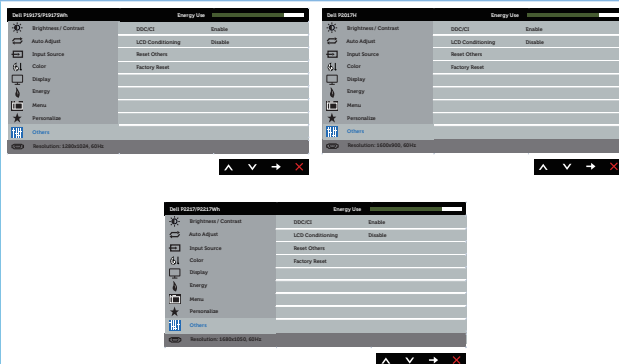 Dell P1917S/P1917SWh Energy Use
Brightness / Contrast DDC/CI Enable
Auto Adjust LCD Conditioning Disable
Input Source Reset Others
Color Factory Reset
Display
Energy
Menu
Personalize
Others
Resolution: 1280x1024, 60Hz
Dell P2017H Energy Use
Brightness / Contrast DDC/CI Enable
Auto Adjust LCD Conditioning Disable
Input Source Reset Others
Color Factory Reset
Display
Energy
Menu
Personalize
Others
Resolution: 1600x900, 60Hz
Dell P2217/P2217Wh Energy Use
Brightness / Contrast DDC/CI Enable
Auto Adjust LCD Conditioning Disable
Input Source Reset Others
Color Factory Reset
Display
Energy
Menu
Personalize
Others
Resolution: 1680x1050, 60Hz